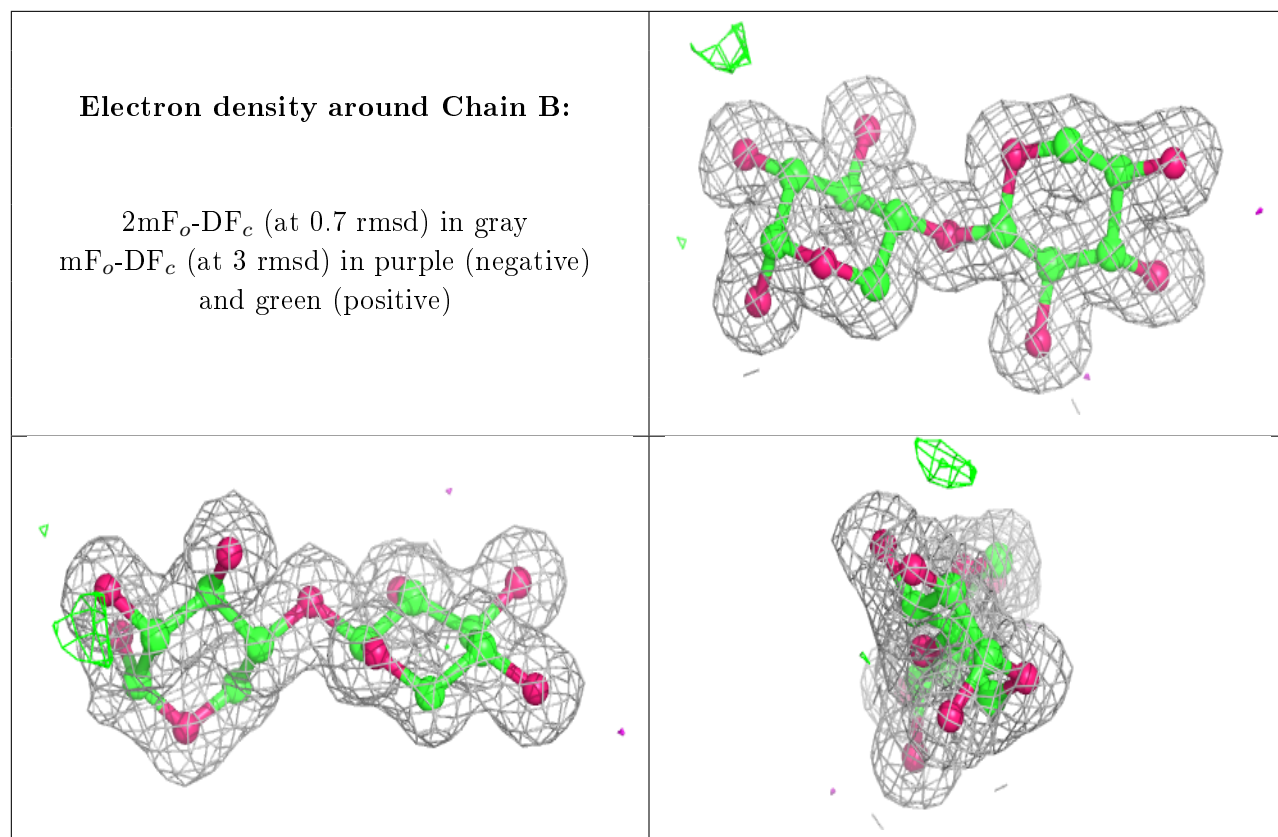 Electron density around Chain B:
2mFₒ-DF𝒸 (at 0.7 rmsd) in gray
mFₒ-DF𝒸 (at 3 rmsd) in purple (negative)
and green (positive)